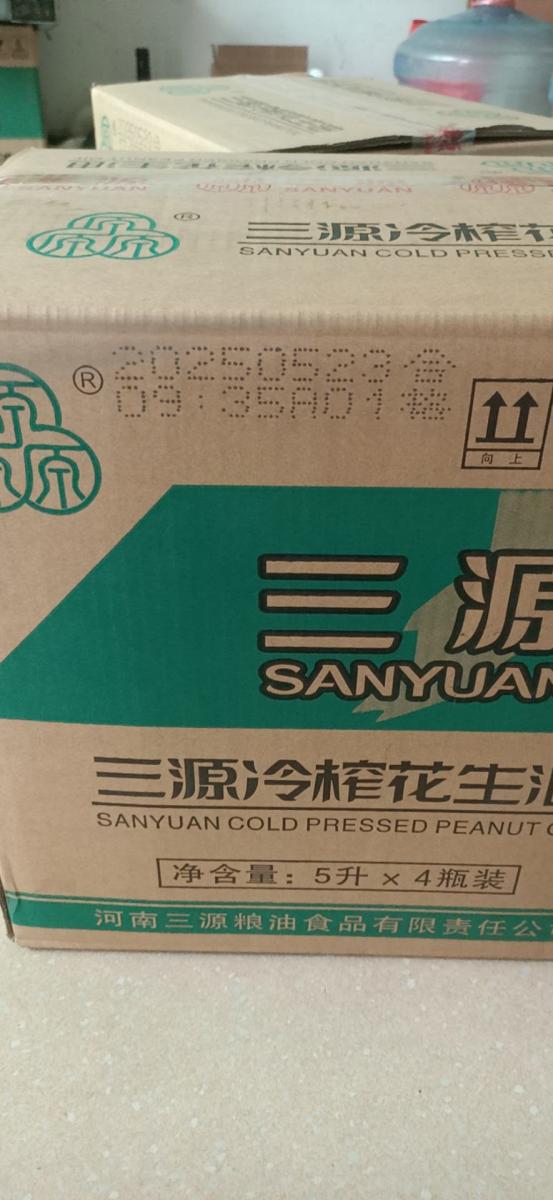 SANYUAN
SANYUAN
®
三源冷榨花
SANYUAN COLD PRESSE
®
20250523合
09:35A01榨
向 上
三源
SANYUAN
三源冷榨花生油
SANYUAN COLD PRESSED PEANUT O
净含量：5升×4瓶装
河南三源粮油食品有限责任公司